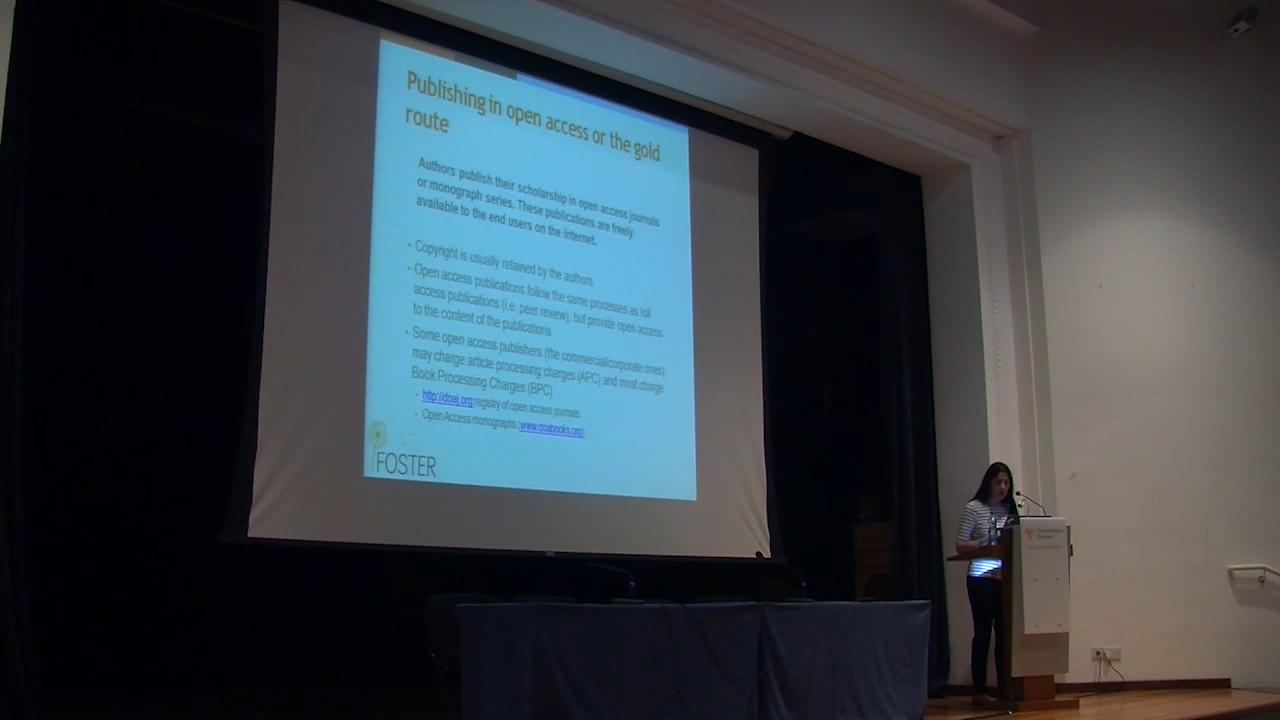 Publishing in open access or the gold
route
Authors publish their scholarship in open access journals
or monograph series. These publications are freely
available to the end users on the Internet.
• Copyright is usually retained by the authors
• Open access publications follow the same processes as toll
access publications (i.e. peer review), but provide open access
to the content of the publications.
• Some open access publishers (the commercial/corporate ones)
may charge article processing charges (APC) and most charge
Book Processing Charges (BPC)
• http://doaj.org registry of open access journals
• Open Access monographs (www.doabooks.org)
FOSTER